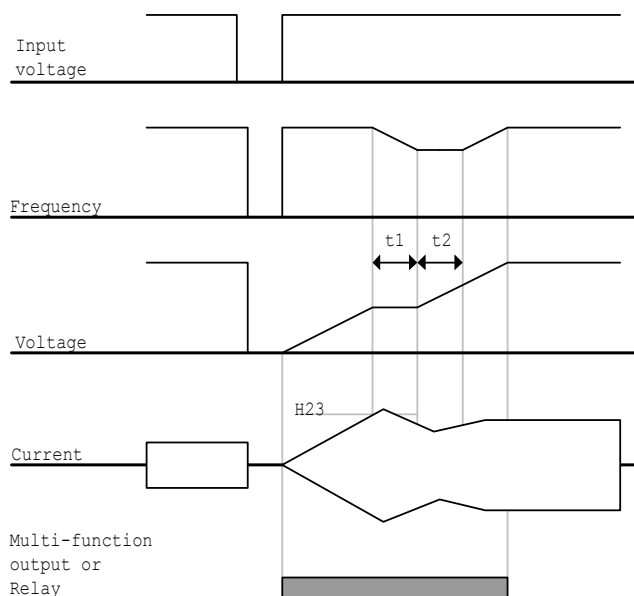 Input
voltage
Frequency
t1
t2
Voltage
H23
Current
Multi-function
output or
Relay